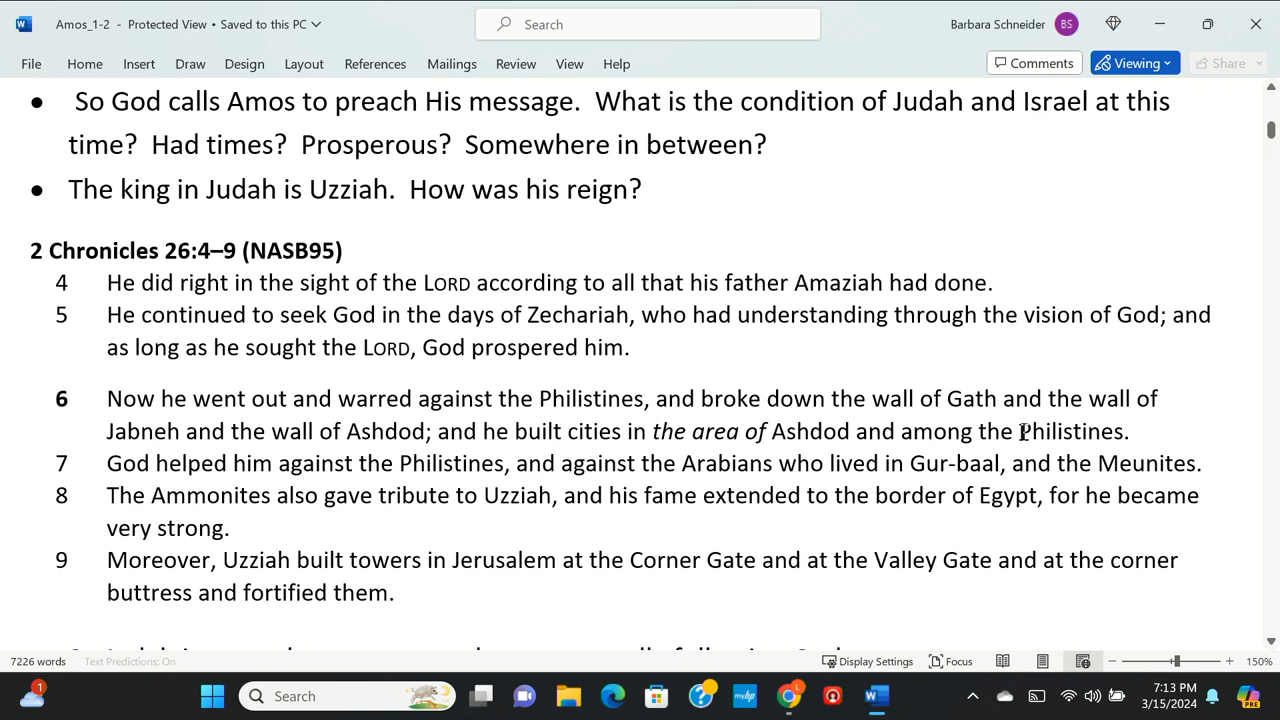 Amos_1-2 - Protected View • Saved to this PC
Search
Barbara Schneider BS
File Home Insert Draw Design Layout References Mailings Review View Help Comments Viewing Share
• So God calls Amos to preach His message. What is the condition of Judah and Israel at this
time? Had times? Prosperous? Somewhere in between?
• The king in Judah is Uzziah. How was his reign?
2 Chronicles 26:4–9 (NASB95)
4 He did right in the sight of the LORD according to all that his father Amaziah had done.
5 He continued to seek God in the days of Zechariah, who had understanding through the vision of God; and
as long as he sought the LORD, God prospered him.
6 Now he went out and warred against the Philistines, and broke down the wall of Gath and the wall of
Jabneh and the wall of Ashdod; and he built cities in the area of Ashdod and among the Philistines.
7 God helped him against the Philistines, and against the Arabians who lived in Gur-baal, and the Meunites.
8 The Ammonites also gave tribute to Uzziah, and his fame extended to the border of Egypt, for he became
very strong.
9 Moreover, Uzziah built towers in Jerusalem at the Corner Gate and at the Valley Gate and at the corner
buttress and fortified them.
7226 words Text Predictions: On Display Settings Focus 150%
1 Search hp 7:13 PM PRE
3/15/2024